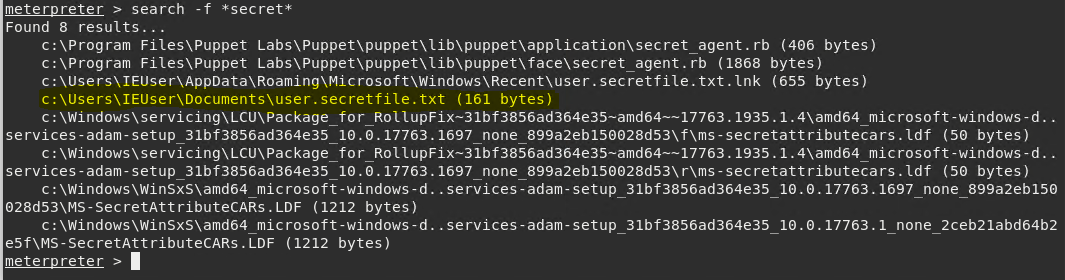 meterpreter > search -f *secret*
Found 8 results...
    c:\Program Files\Puppet Labs\Puppet\puppet\lib\puppet\application\secret_agent.rb (406 bytes)
    c:\Program Files\Puppet Labs\Puppet\puppet\lib\puppet\face\secret_agent.rb (1868 bytes)
    c:\Users\IEUser\AppData\Roaming\Microsoft\Windows\Recent\user.secretfile.txt.lnk (655 bytes)
    c:\Users\IEUser\Documents\user.secretfile.txt (161 bytes)
    c:\Windows\servicing\LCU\Package_for_RollupFix~31bf3856ad364e35~amd64~~17763.1935.1.4\amd64_microsoft-windows-d..
services-adam-setup_31bf3856ad364e35_10.0.17763.1697_none_899a2eb150028d53\f\ms-secretattributecars.ldf (50 bytes)
    c:\Windows\servicing\LCU\Package_for_RollupFix~31bf3856ad364e35~amd64~~17763.1935.1.4\amd64_microsoft-windows-d..
services-adam-setup_31bf3856ad364e35_10.0.17763.1697_none_899a2eb150028d53\r\ms-secretattributecars.ldf (50 bytes)
    c:\Windows\WinSxS\amd64_microsoft-windows-d..services-adam-setup_31bf3856ad364e35_10.0.17763.1697_none_899a2eb150
028d53\MS-SecretAttributeCARs.LDF (1212 bytes)
    c:\Windows\WinSxS\amd64_microsoft-windows-d..services-adam-setup_31bf3856ad364e35_10.0.17763.1_none_2ceb21abd64b2
e5f\MS-SecretAttributeCARs.LDF (1212 bytes)
meterpreter >